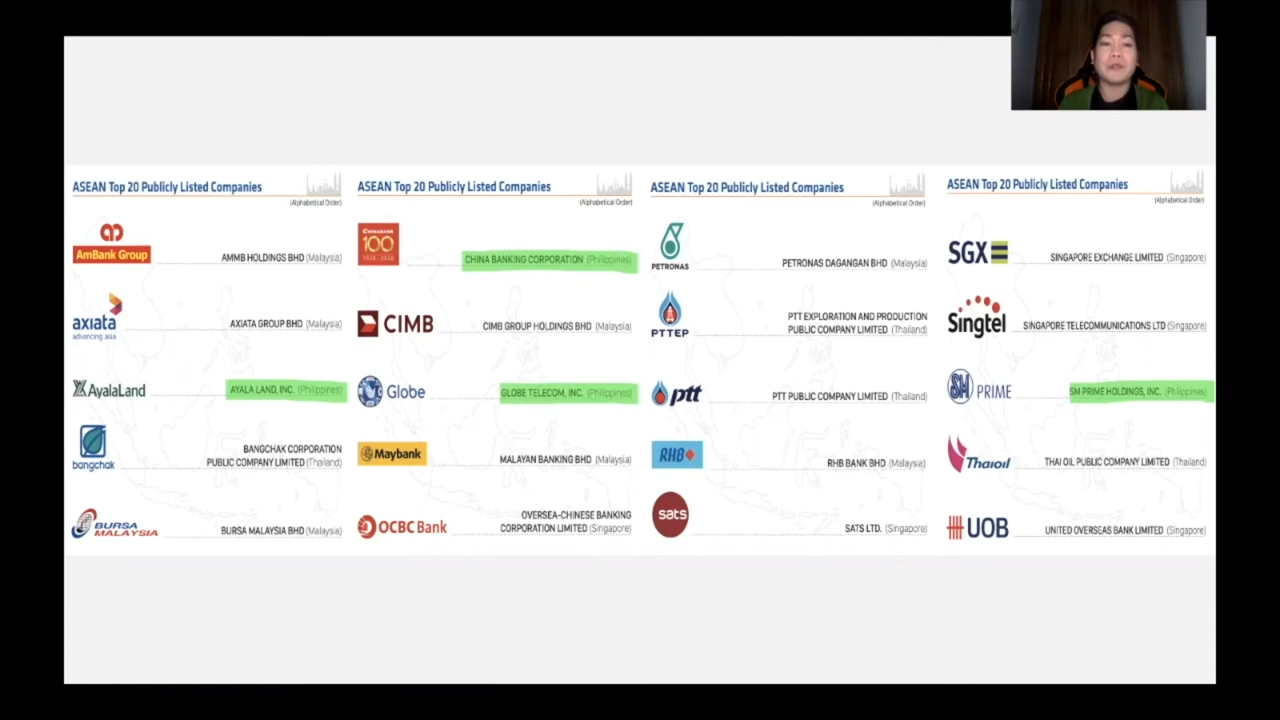 ASEAN Top 20 Publicly Listed Companies
(Alphabetical Order)
AmBank Group
AMMB HOLDINGS BHD (Malaysia)
axiata
advancing asia
AXIATA GROUP BHD (Malaysia)
AyalaLand
AYALA LAND, INC. (Philippines)
bangchak
BANGCHAK CORPORATION
PUBLIC COMPANY LIMITED (Thailand)
BURSA
MALAYSIA
BURSA MALAYSIA BHD (Malaysia)
ASEAN Top 20 Publicly Listed Companies
(Alphabetical Order)
CHINABANK
100
1920 - 2020
CHINA BANKING CORPORATION (Philippines)
CIMB
CIMB GROUP HOLDINGS BHD (Malaysia)
Globe
GLOBE TELECOM, INC. (Philippines)
Maybank
MALAYAN BANKING BHD (Malaysia)
OCBC Bank
OVERSEA-CHINESE BANKING
CORPORATION LIMITED (Singapore)
ASEAN Top 20 Publicly Listed Companies
(Alphabetical Order)
PETRONAS
PETRONAS DAGANGAN BHD (Malaysia)
PTTEP
PTT EXPLORATION AND PRODUCTION
PUBLIC COMPANY LIMITED (Thailand)
ptt
PTT PUBLIC COMPANY LIMITED (Thailand)
RHB
RHB BANK BHD (Malaysia)
sats
SATS LTD. (Singapore)
ASEAN Top 20 Publicly Listed Companies
(Alphabetical Order)
SGX
SINGAPORE EXCHANGE LIMITED (Singapore)
Singtel
SINGAPORE TELECOMMUNICATIONS LTD (Singapore)
SM PRIME
SM PRIME HOLDINGS, INC. (Philippines)
Thaioil
THAI OIL PUBLIC COMPANY LIMITED (Thailand)
UOB
UNITED OVERSEAS BANK LIMITED (Singapore)